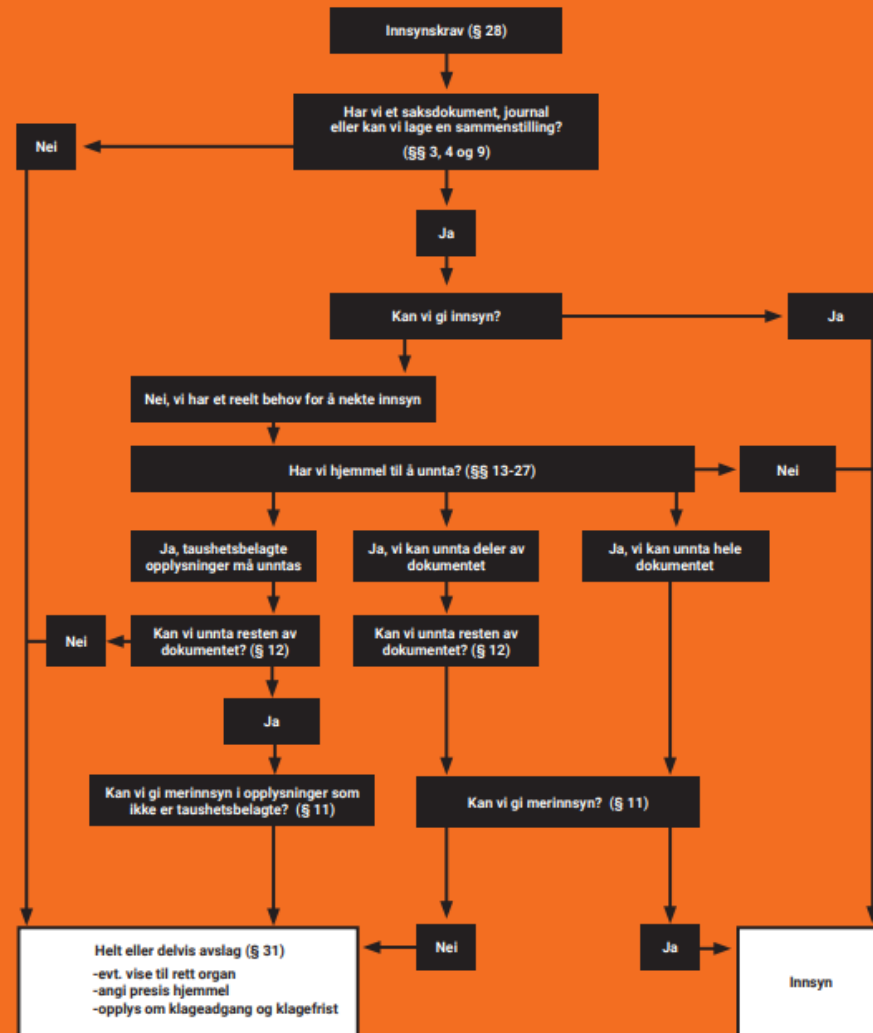 Innsynskrav (§ 28)
Har vi et saksdokument, journal
eller kan vi lage en sammenstilling?
(§§ 3, 4 og 9)
Nei
Ja
Kan vi gi innsyn?
Ja
Nei, vi har et reelt behov for å nekte innsyn
Har vi hjemmel til å unnta? (§§ 13-27)
Nei
Ja, taushetsbelagte
opplysninger må unntas
Ja, vi kan unnta deler av
dokumentet
Ja, vi kan unnta hele
dokumentet
Nei
Kan vi unnta resten av
dokumentet? (§ 12)
Kan vi unnta resten av
dokumentet? (§ 12)
Ja
Kan vi gi merinnsyn i opplysninger som
ikke er taushetsbelagte? (§ 11)
Kan vi gi merinnsyn? (§ 11)
Nei
Ja
Helt eller delvis avslag (§ 31)
-evt. vise til rett organ
-angi presis hjemmel
-opplys om klageadgang og klagefrist
Innsyn